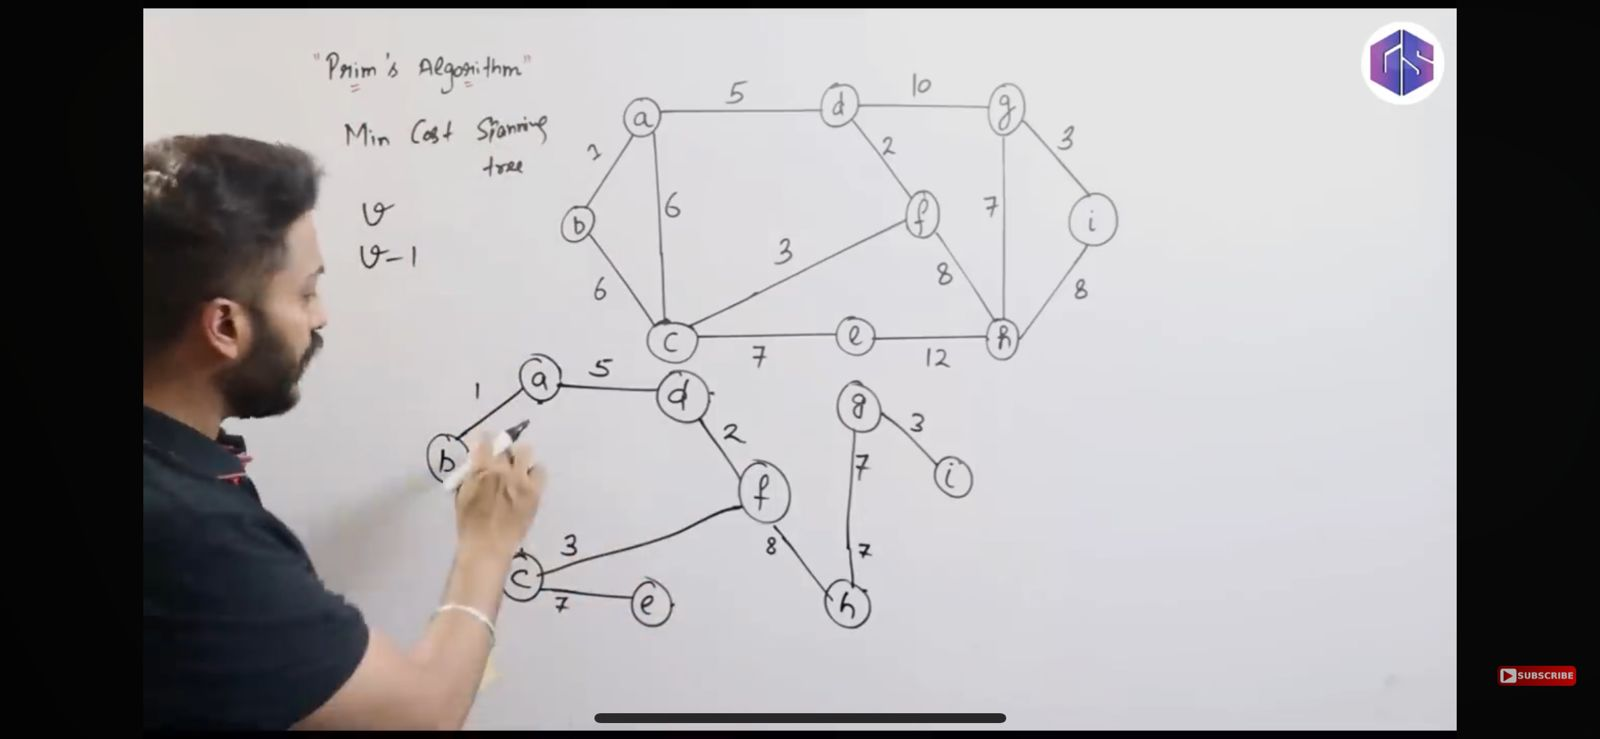 "Prim's Algorithm"
Min Cost Spanning
tree
v
v-1
a 5 d 10 g
1 6 2 7 3
b f i
6 3 8 8
c 7 e 12 h
1 a 5 d g 3
b 2 7 i
f
3 8 7
c 7 e h
GS
SUBSCRIBE